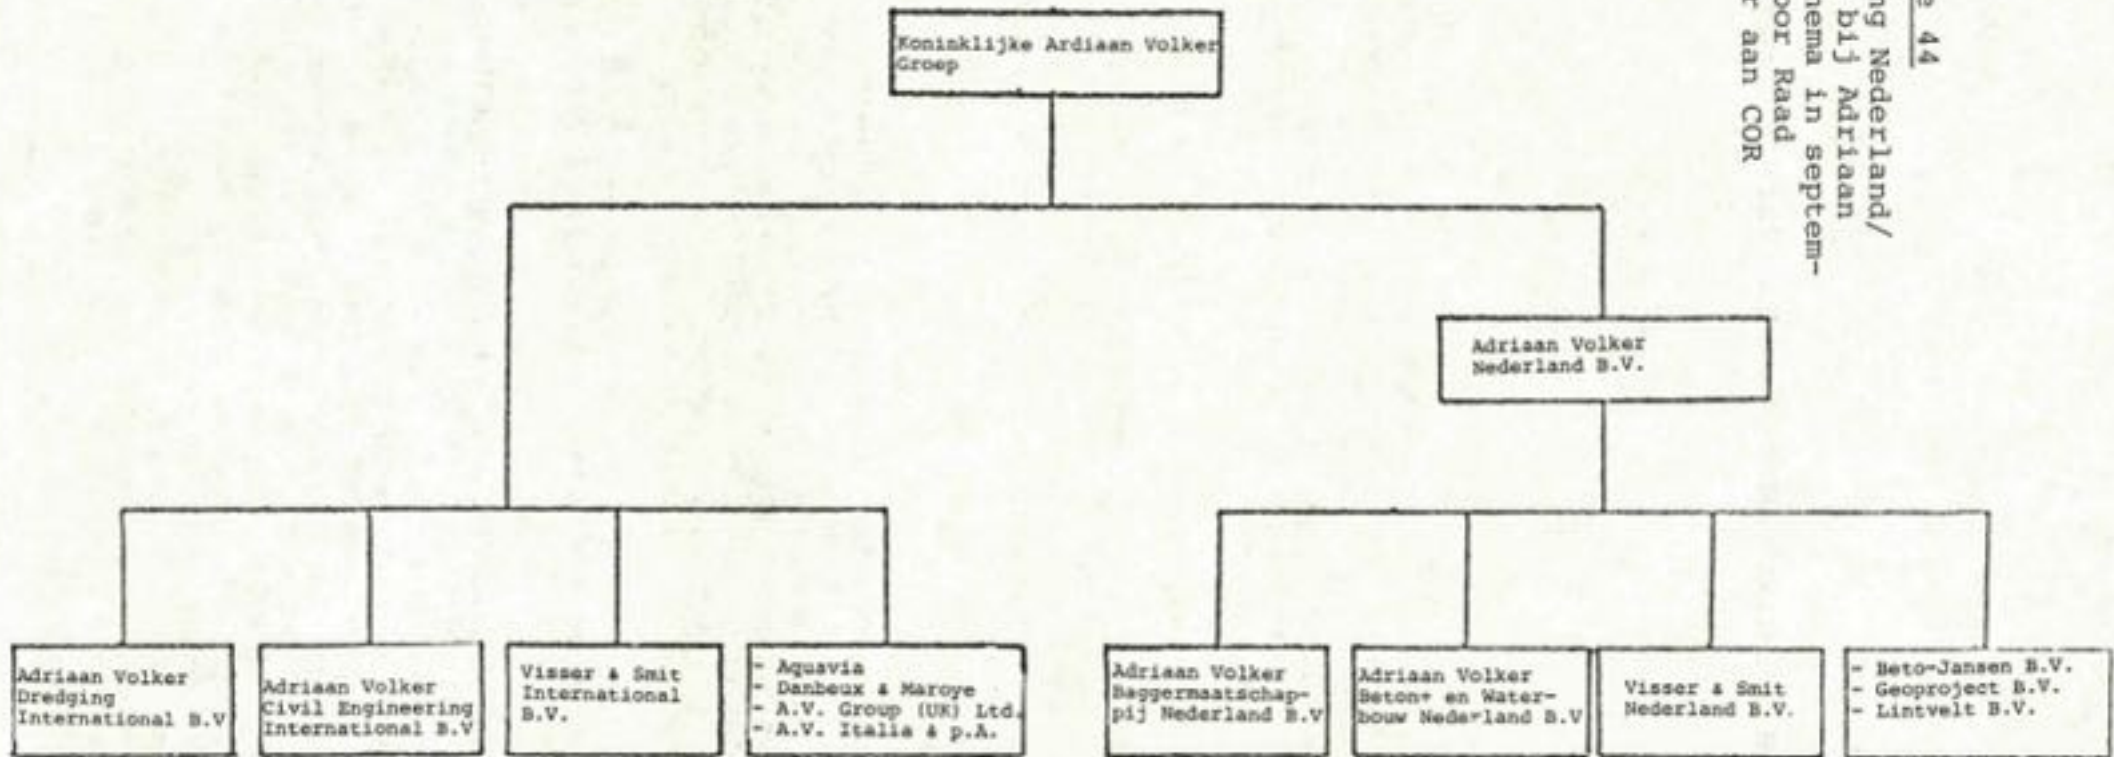 Koninklijke Ardiaan Volker
Groep
e 44
ng Nederland/
bij Adriaan
hema in septem-
oor Raad
r aan COR
Adriaan Volker
Nederland B.V.
Adriaan Volker
Dredging
International B.V
Adriaan Volker
Civil Engineering
International B.V
Visser & Smit
International
B.V.
- Aquavia
- Danbeux & Maroye
- A.V. Group (UK) Ltd.
- A.V. Italia & p.A.
Adriaan Volker
Baggermaatschap-
pij Nederland B.V
Adriaan Volker
Beton+ en Water-
bouw Nederland B.V
Visser & Smit
Nederland B.V.
- Beto-Jansen B.V.
- Geoproject B.V.
- Lintvelt B.V.